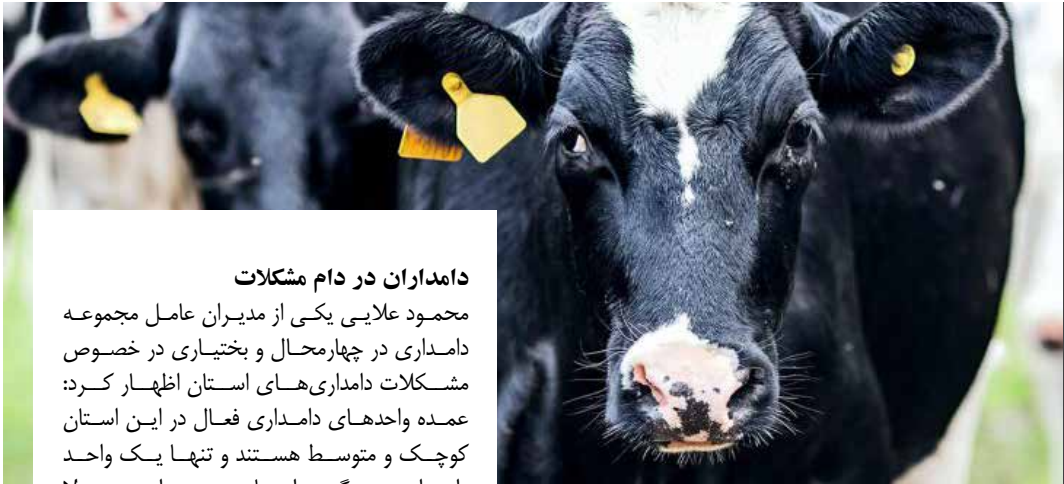 دامداران در دام مشکلات
محمود علایی یکی از مدیران عامل مجموعه
دامداری در چهارمحال و بختیاری در خصوص
مشکلات دامداری‌های استان اظهار کرد:
عمده واحدهای دامداری فعال در این استان
کوچک و متوسط هستند و تنها یک واحد